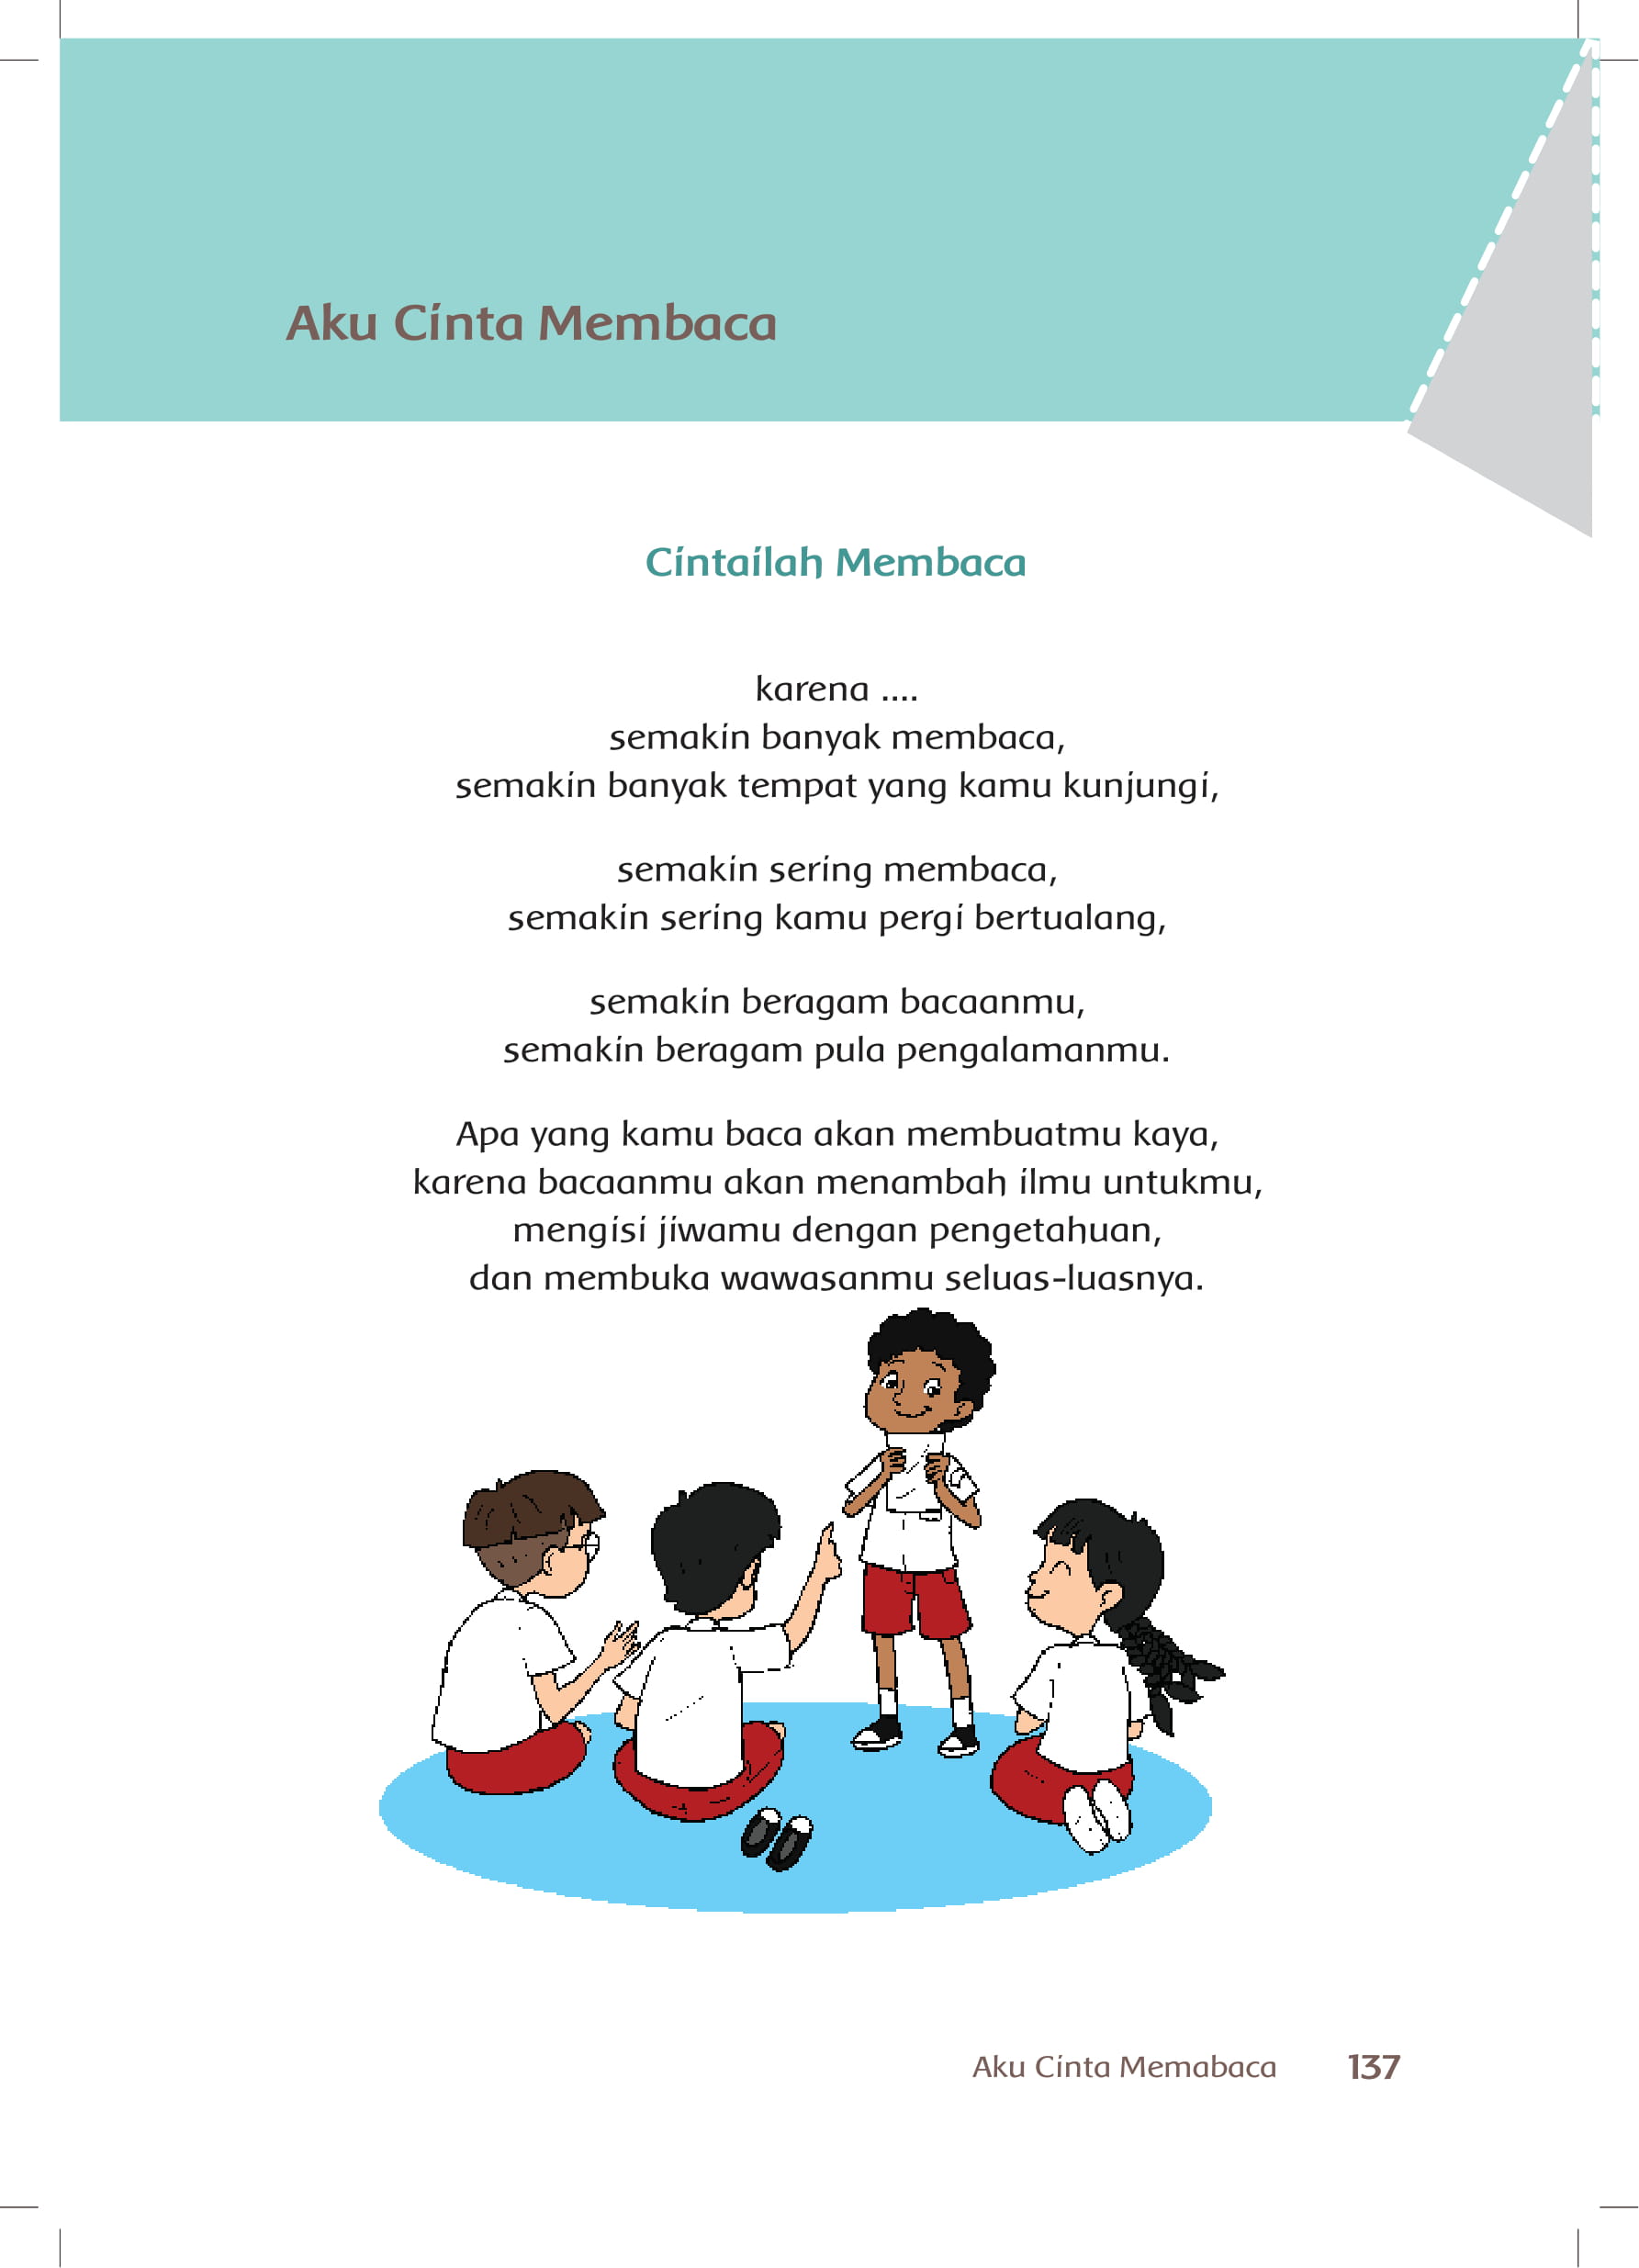 Aku Cinta Membaca
Cintailah Membaca
karena ....
semakin banyak membaca,
semakin banyak tempat yang kamu kunjungi,
semakin sering membaca,
semakin sering kamu pergi bertualang,
semakin beragam bacaanmu,
semakin beragam pula pengalamanmu.
Apa yang kamu baca akan membuatmu kaya,
karena bacaanmu akan menambah ilmu untukmu,
mengisi jiwamu dengan pengetahuan,
dan membuka wawasanmu seluas-luasnya.
Aku Cinta Memabaca 137